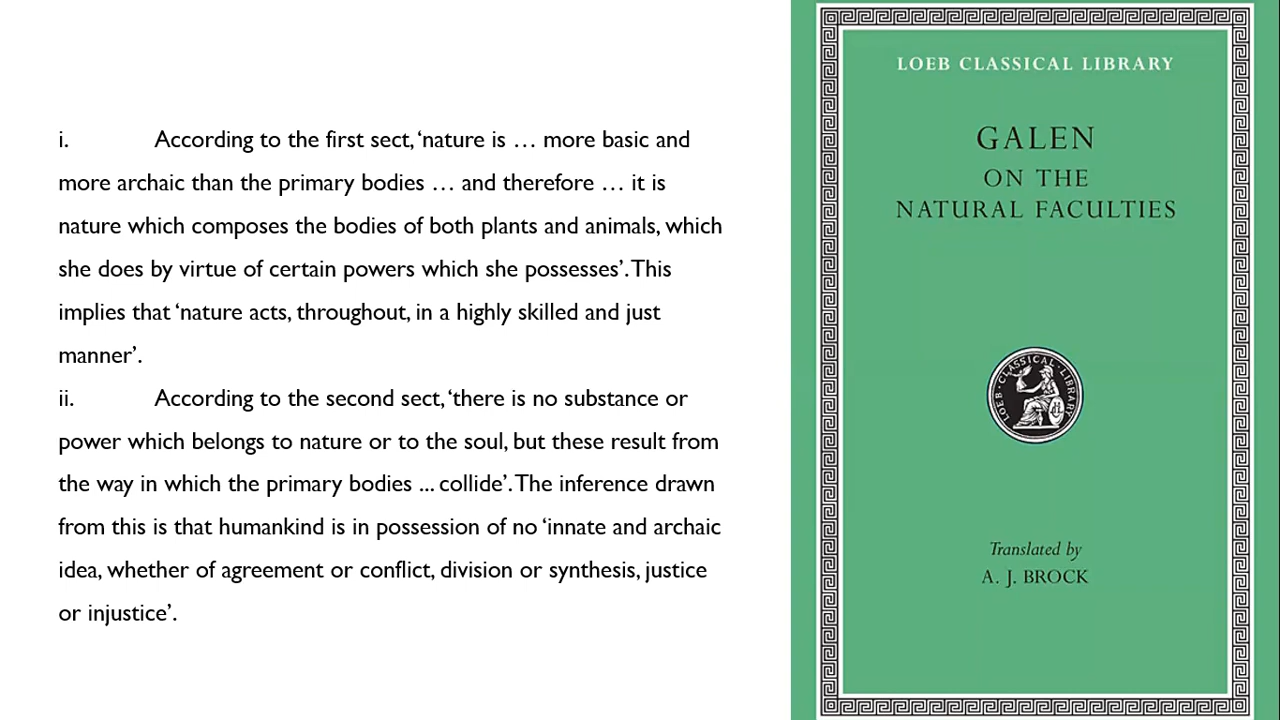 i. According to the first sect, ‘nature is … more basic and
more archaic than the primary bodies … and therefore … it is
nature which composes the bodies of both plants and animals, which
she does by virtue of certain powers which she possesses’. This
implies that ‘nature acts, throughout, in a highly skilled and just
manner’.
ii. According to the second sect, ‘there is no substance or
power which belongs to nature or to the soul, but these result from
the way in which the primary bodies ... collide’. The inference drawn
from this is that humankind is in possession of no ‘innate and archaic
idea, whether of agreement or conflict, division or synthesis, justice
or injustice’.
LOEB CLASSICAL LIBRARY
GALEN
ON THE
NATURAL FACULTIES
LOEB·CLASSICAL·LIBRARY
Translated by
A. J. BROCK